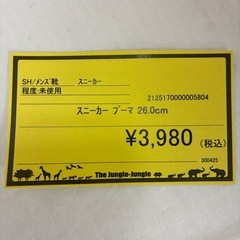 SH/メンズ靴 スニーカー
程度:未使用
2125170000005804
スニーカー プーマ 26.0cm
¥3,980 (税込)
300425
The Jungle-Jungle